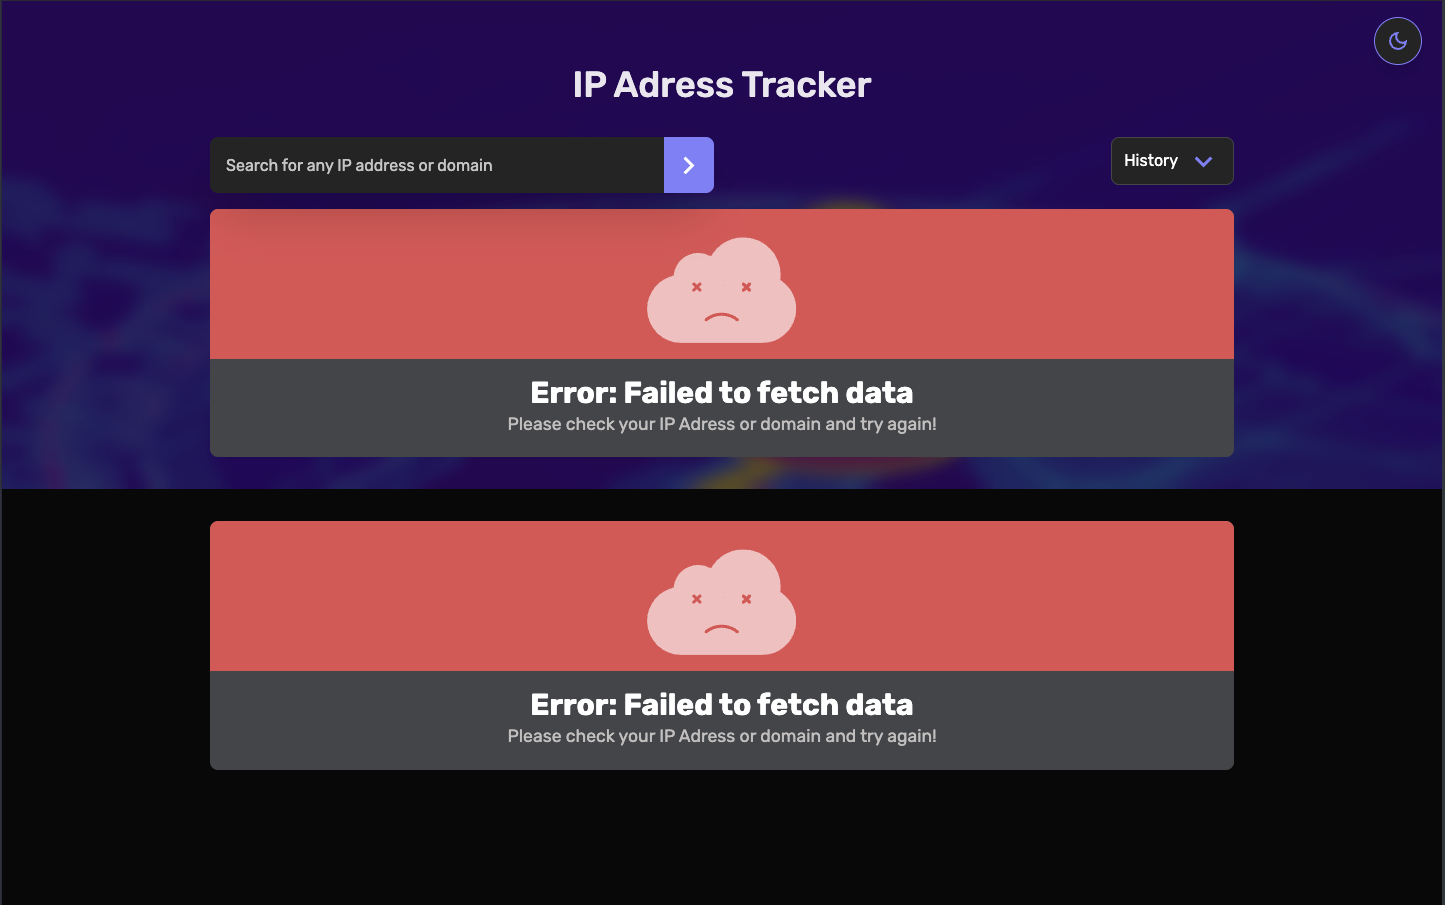 IP Adress Tracker
Search for any IP address or domain
History
Error: Failed to fetch data
Please check your IP Adress or domain and try again!
Error: Failed to fetch data
Please check your IP Adress or domain and try again!